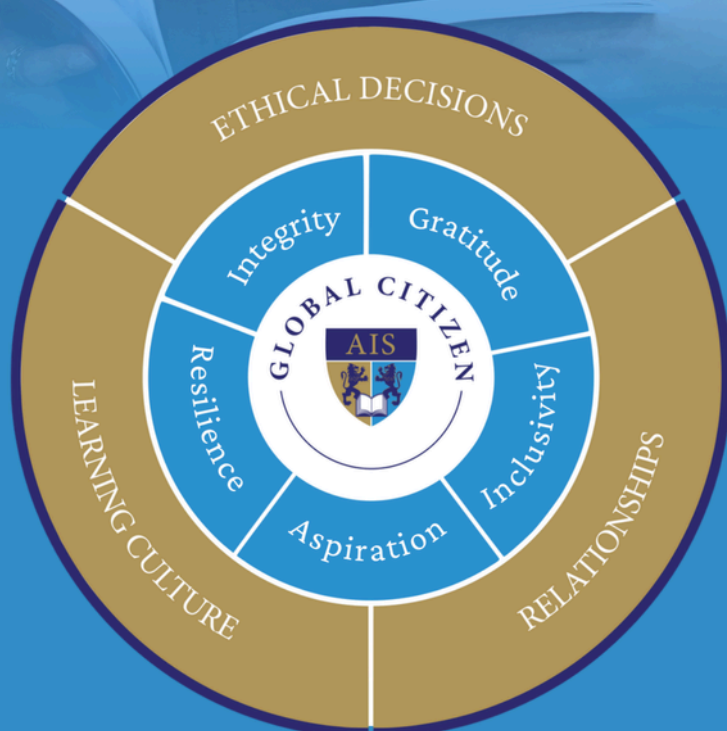 ETHICAL DECISIONS
Integrity
Gratitude
GLOBAL CITIZEN
AIS
Resilience
Inclusivity
Aspiration
LEARNING CULTURE
RELATIONSHIPS